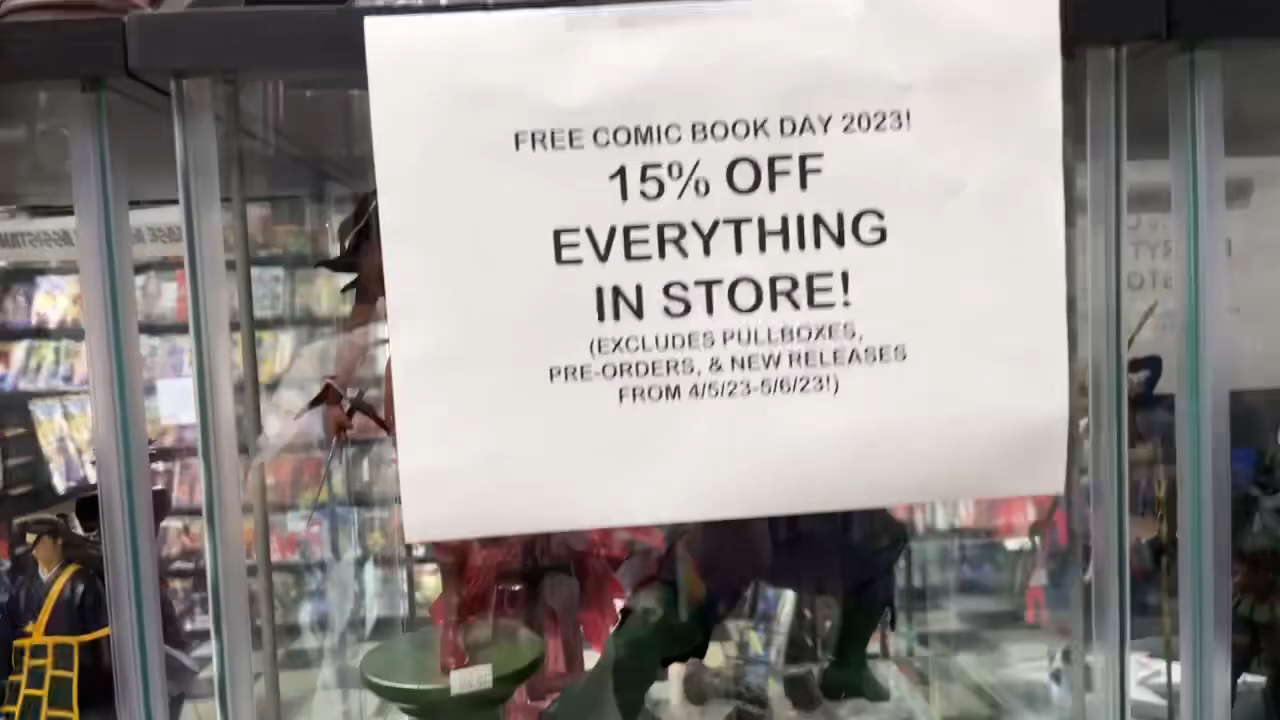 FREE COMIC BOOK DAY 2023!
15% OFF
EVERYTHING
IN STORE!
(EXCLUDES PULLBOXES,
PRE-ORDERS, & NEW RELEASES
FROM 4/5/23-5/6/23!)